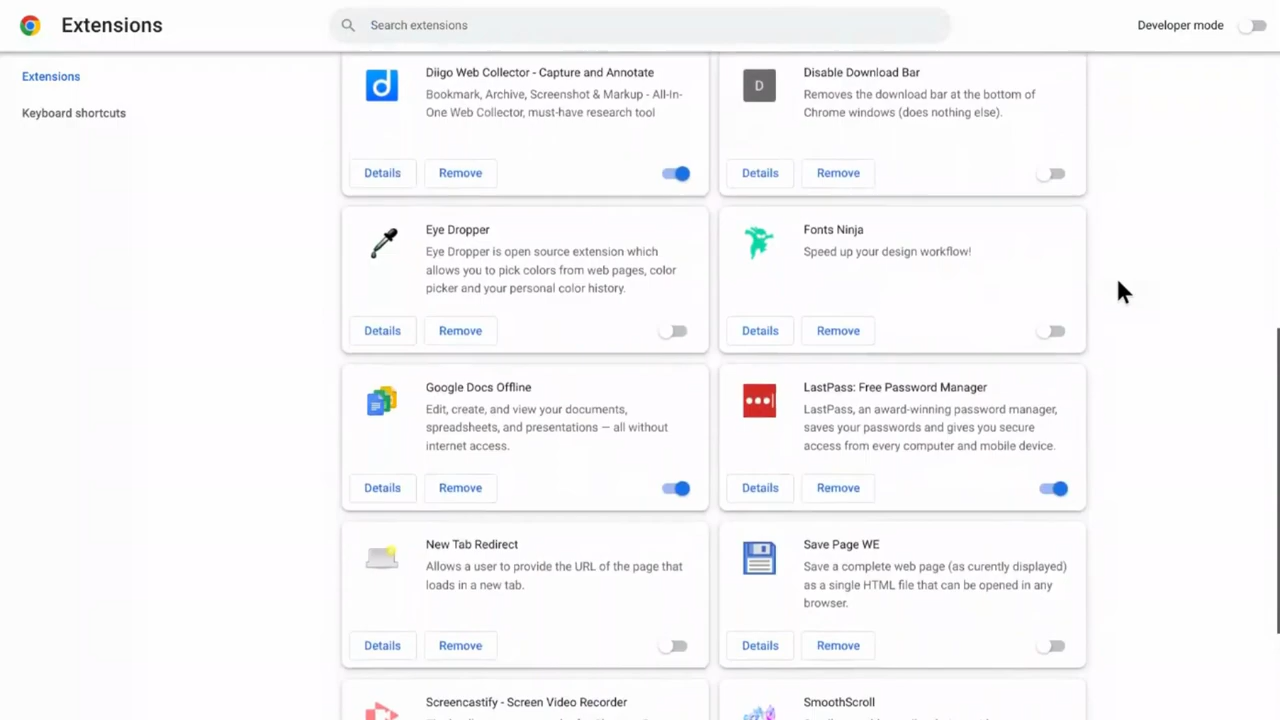 Extensions
Search extensions
Developer mode
Extensions
Keyboard shortcuts
Diigo Web Collector - Capture and Annotate
Bookmark, Archive, Screenshot & Markup - All-In-
One Web Collector, must-have research tool
Details
Remove
D
Disable Download Bar
Removes the download bar at the bottom of
Chrome windows (does nothing else).
Details
Remove
Eye Dropper
Eye Dropper is open source extension which
allows you to pick colors from web pages, color
picker and your personal color history.
Details
Remove
Fonts Ninja
Speed up your design workflow!
Details
Remove
Google Docs Offline
Edit, create, and view your documents,
spreadsheets, and presentations — all without
internet access.
Details
Remove
LastPass: Free Password Manager
LastPass, an award-winning password manager,
saves your passwords and gives you secure
access from every computer and mobile device.
Details
Remove
New Tab Redirect
Allows a user to provide the URL of the page that
loads in a new tab.
Details
Remove
Save Page WE
Save a complete web page (as curently displayed)
as a single HTML file that can be opened in any
browser.
Details
Remove
Screencastify - Screen Video Recorder
SmoothScroll